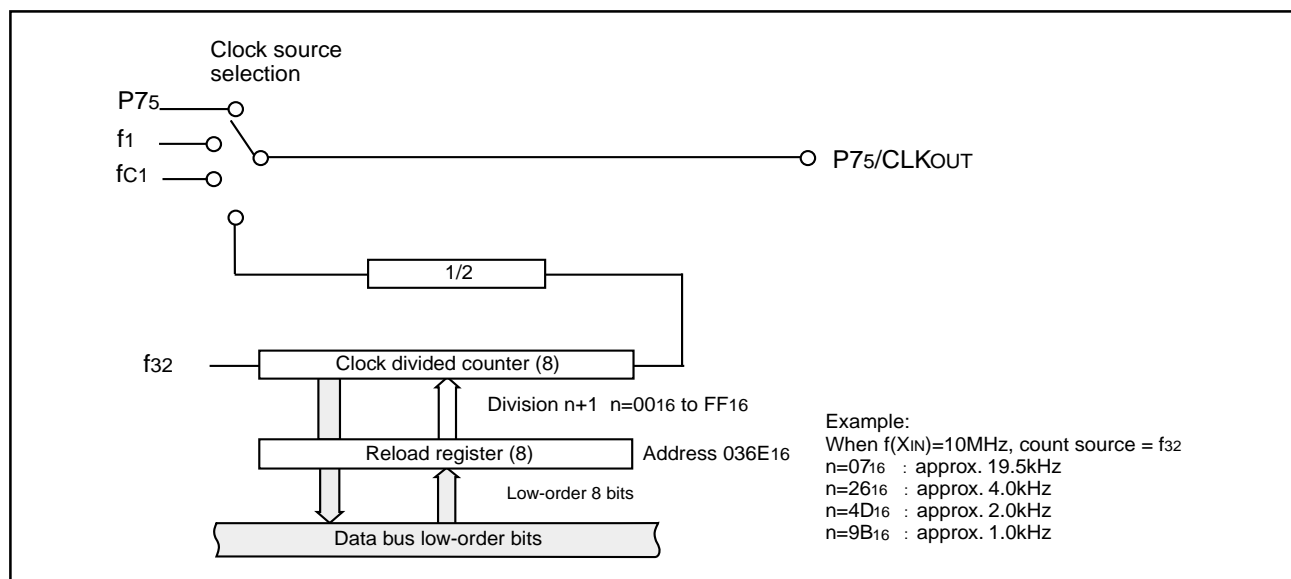 Clock source
selection
P75
f1
fC1
P75/CLKOUT
1/2
f32
Clock divided counter (8)
Division n+1 n=0016 to FF16
Reload register (8)
Address 036E16
Low-order 8 bits
Data bus low-order bits
Example:
When f(XIN)=10MHz, count source = f32
n=0716 : approx. 19.5kHz
n=2616 : approx. 4.0kHz
n=4D16 : approx. 2.0kHz
n=9B16 : approx. 1.0kHz